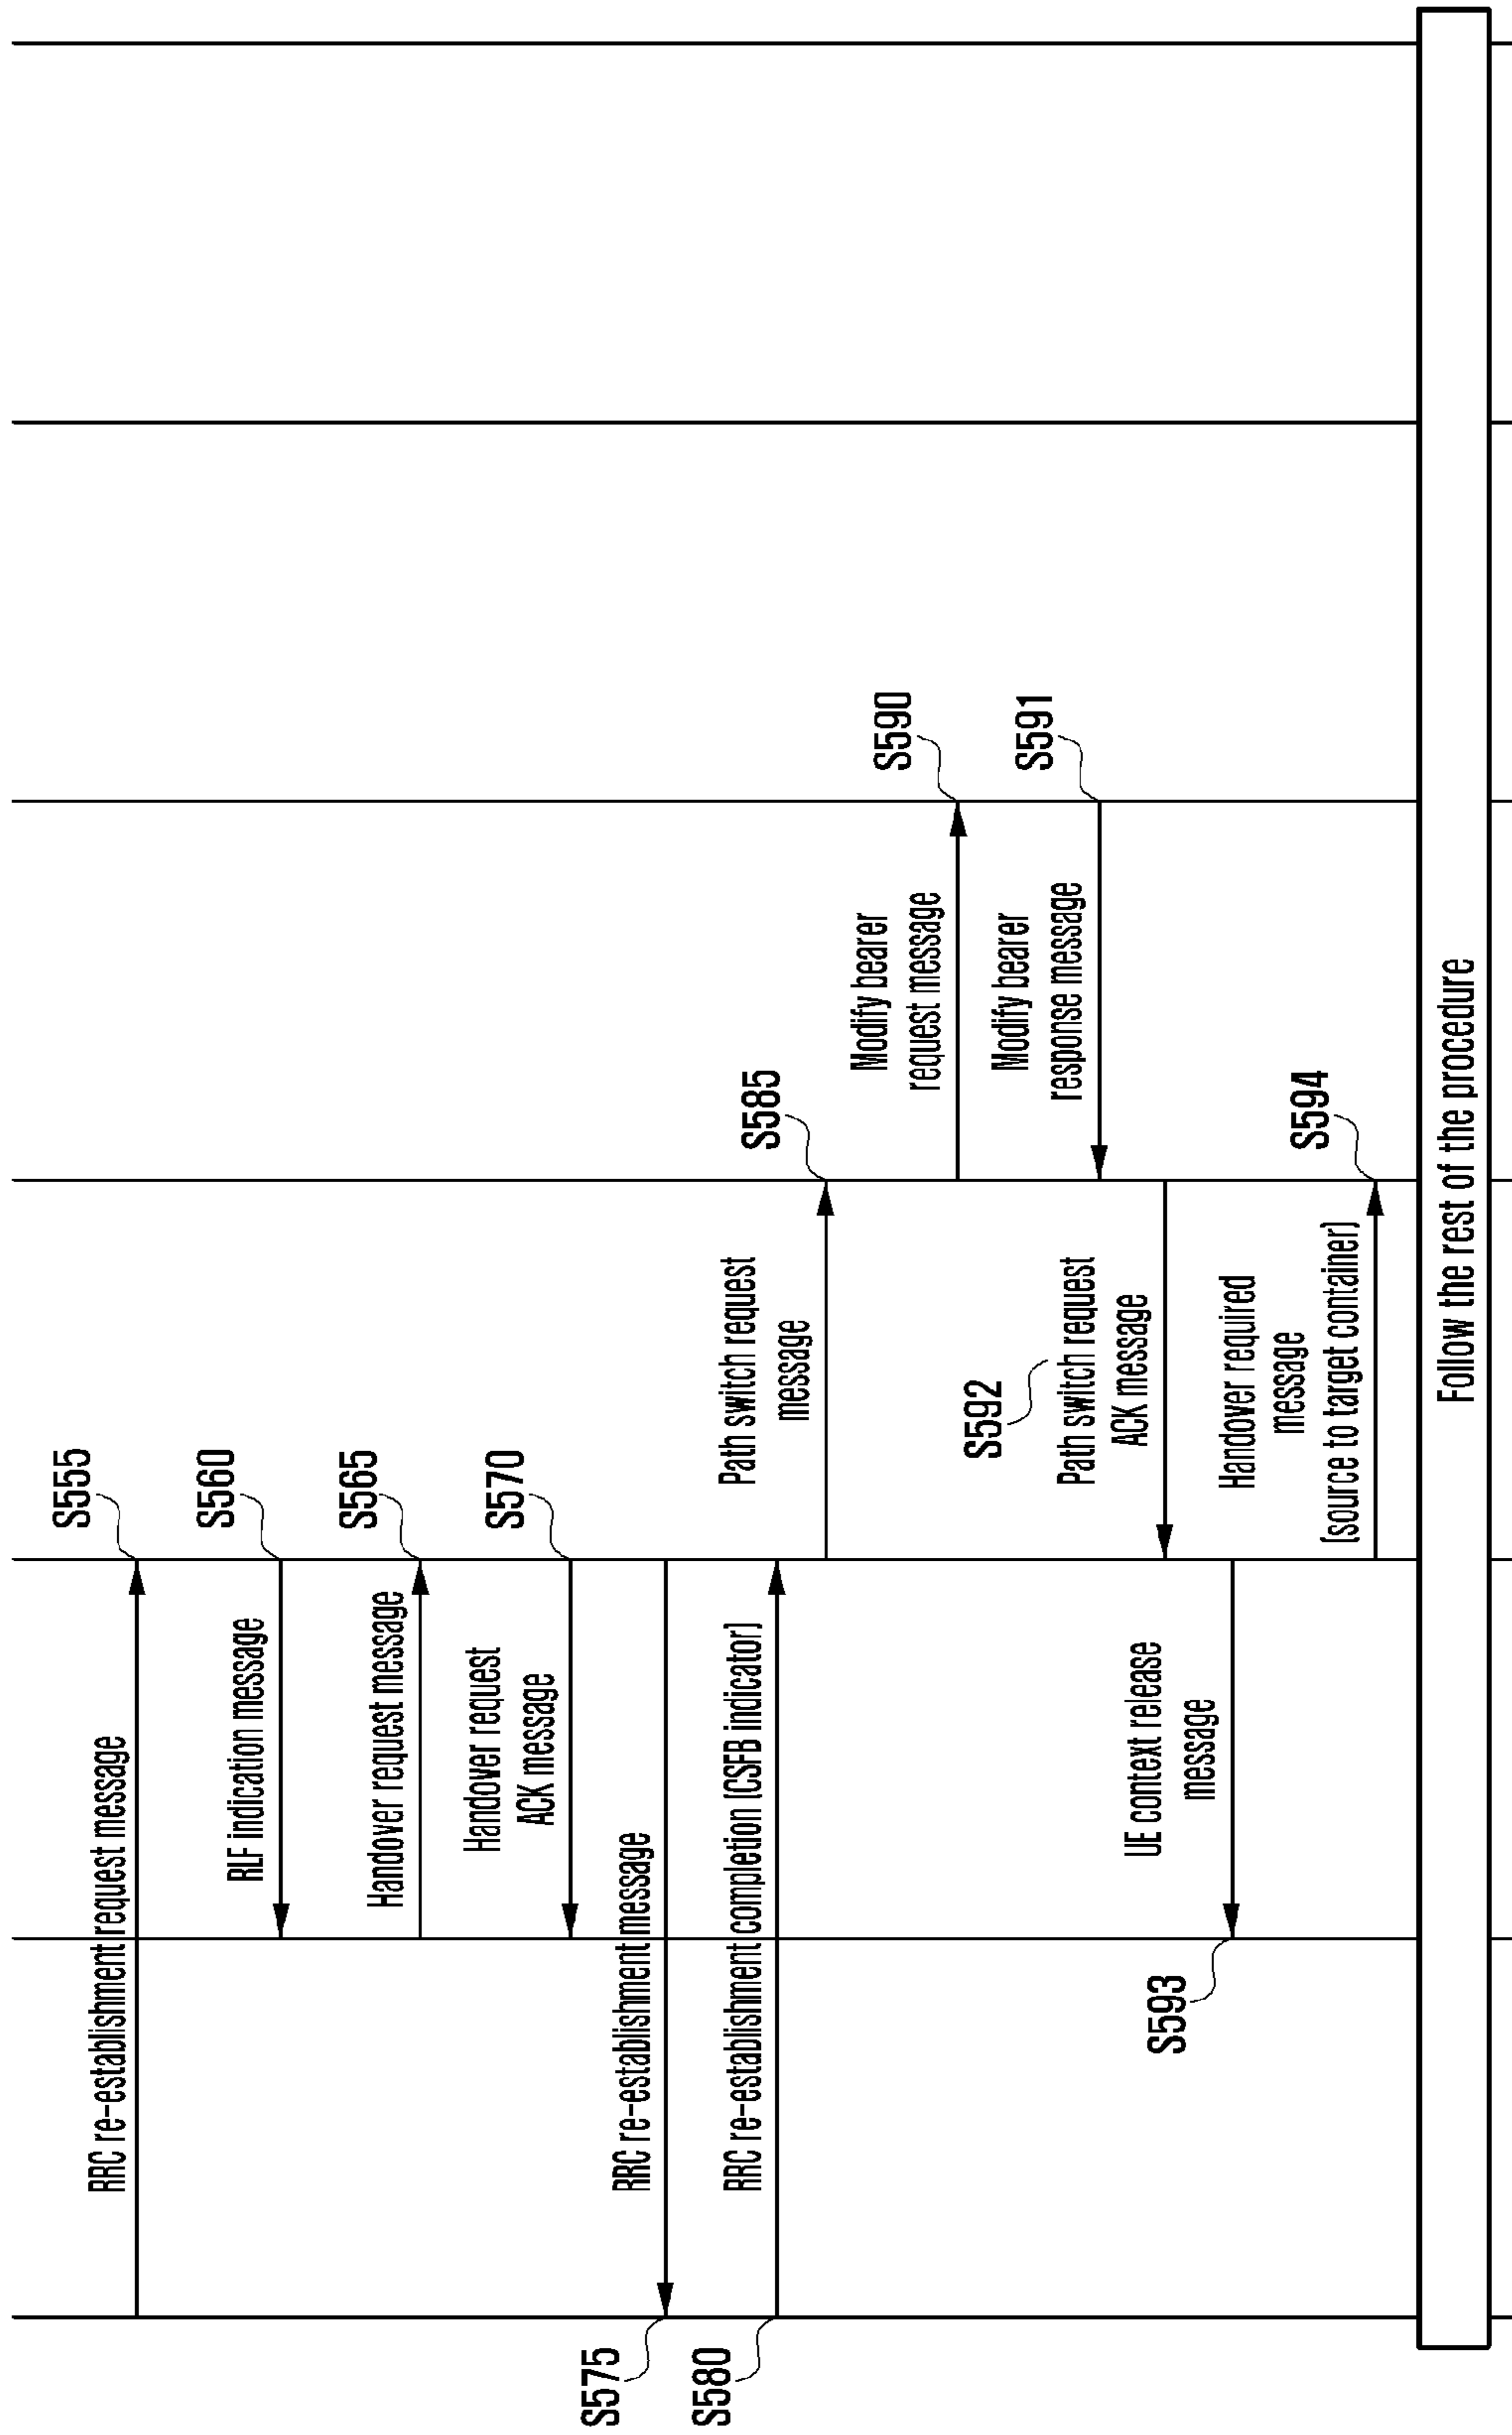 S555
RRC re-establishment request message
S560
RLF indication message
S565
Handover request message
S570
Handover request
ACK message
S575
RRC re-establishment message
S580
RRC re-establishment completion (CSFB indicator)
S585
Path switch request
message
S590
Modify bearer
request message
S591
Modify bearer
response message
S592
Path switch request
ACK message
S593
UE context release
message
S594
Handover required
message
(source to target container)
Follow the rest of the procedure